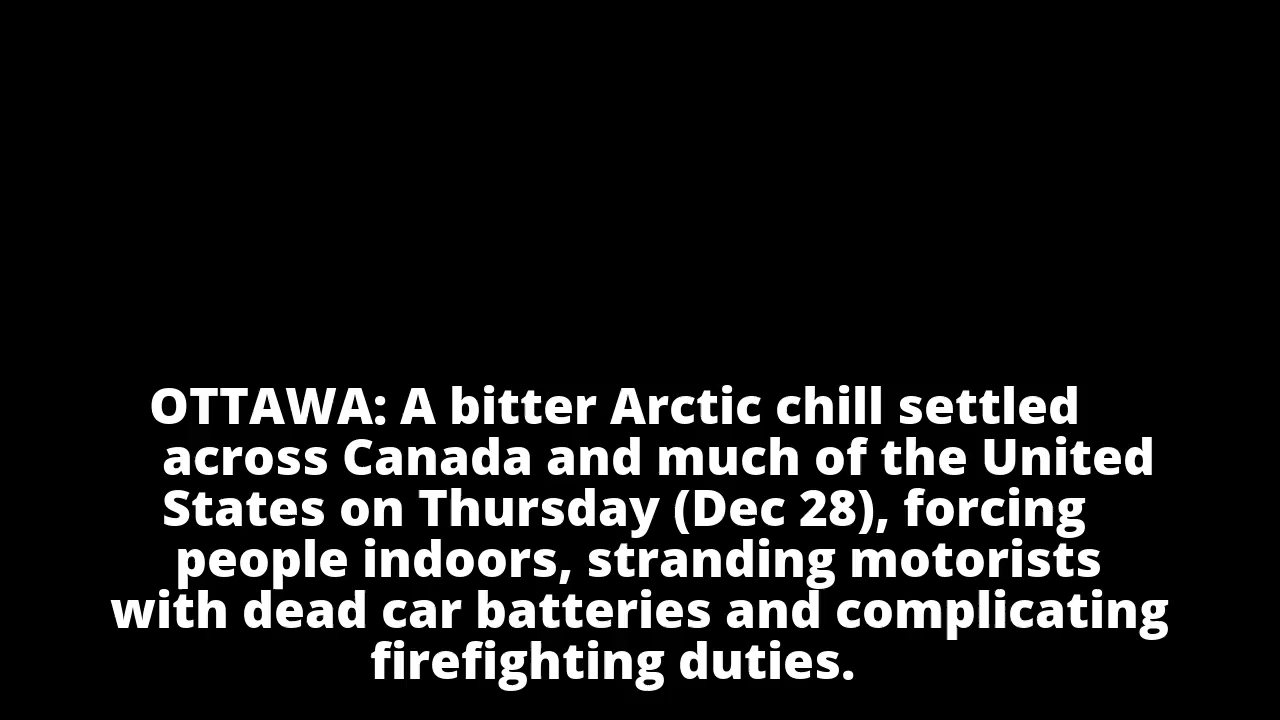 OTTAWA: A bitter Arctic chill settled
across Canada and much of the United
States on Thursday (Dec 28), forcing
people indoors, stranding motorists
with dead car batteries and complicating
firefighting duties.